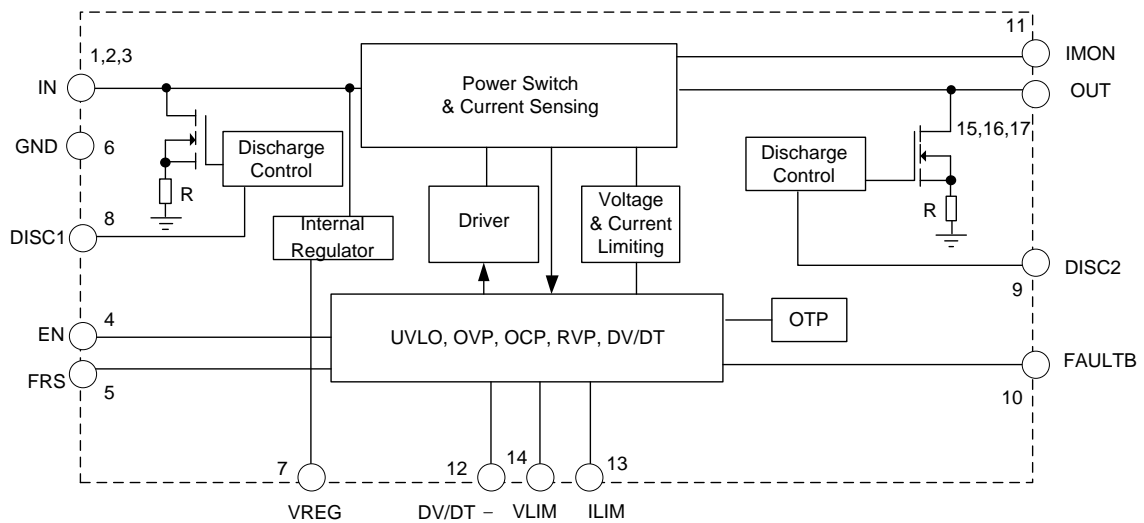 11
IMON
1,2,3
IN
Power Switch
& Current Sensing
OUT
GND
6
Discharge
Control
15,16,17
Discharge
Control
R
R
8
DISC1
Internal
Regulator
Driver
Voltage
& Current
Limiting
DISC2
9
EN
4
OTP
UVLO, OVP, OCP, RVP, DV/DT
FRS
5
FAULTB
10
7
12
14
13
VREG
DV/DT –
VLIM
ILIM